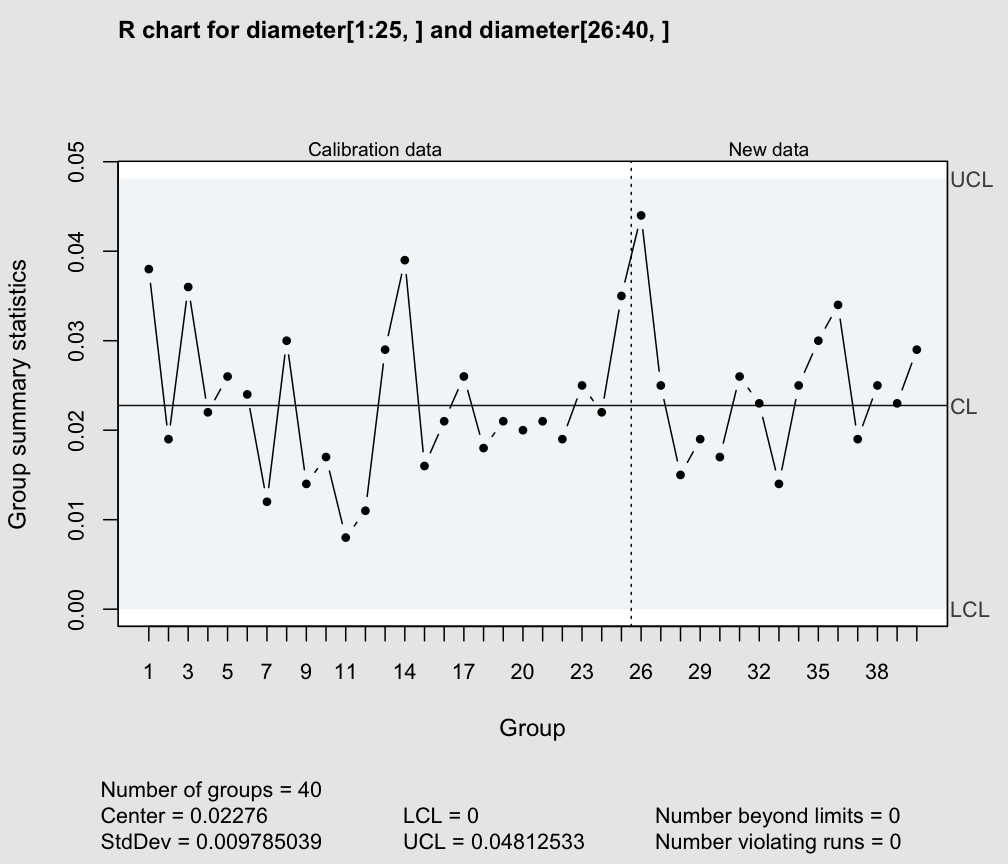 R chart for diameter[1:25, ] and diameter[26:40, ]
Calibration data New data
0.05
UCL
0.04
0.03
CL
0.02
0.01
0.00
LCL
Group summary statistics
1 3 5 7 9 11 14 17 20 23 26 29 32 35 38
Group
Number of groups = 40
Center = 0.02276 LCL = 0 Number beyond limits = 0
StdDev = 0.009785039 UCL = 0.04812533 Number violating runs = 0